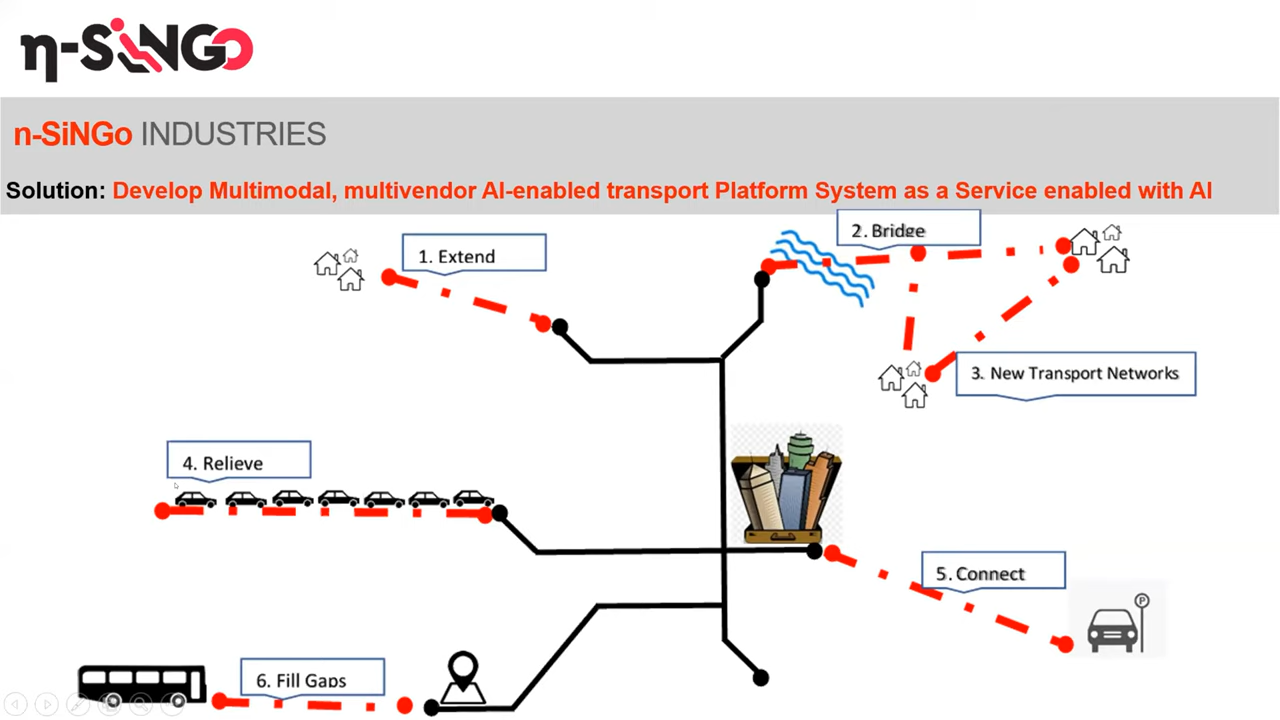 η-SiNGo
n-SiNGo INDUSTRIES
Solution: Develop Multimodal, multivendor AI-enabled transport Platform System as a Service enabled with AI
2. Bridge
1. Extend
3. New Transport Networks
4. Relieve
5. Connect
P
6. Fill Gaps